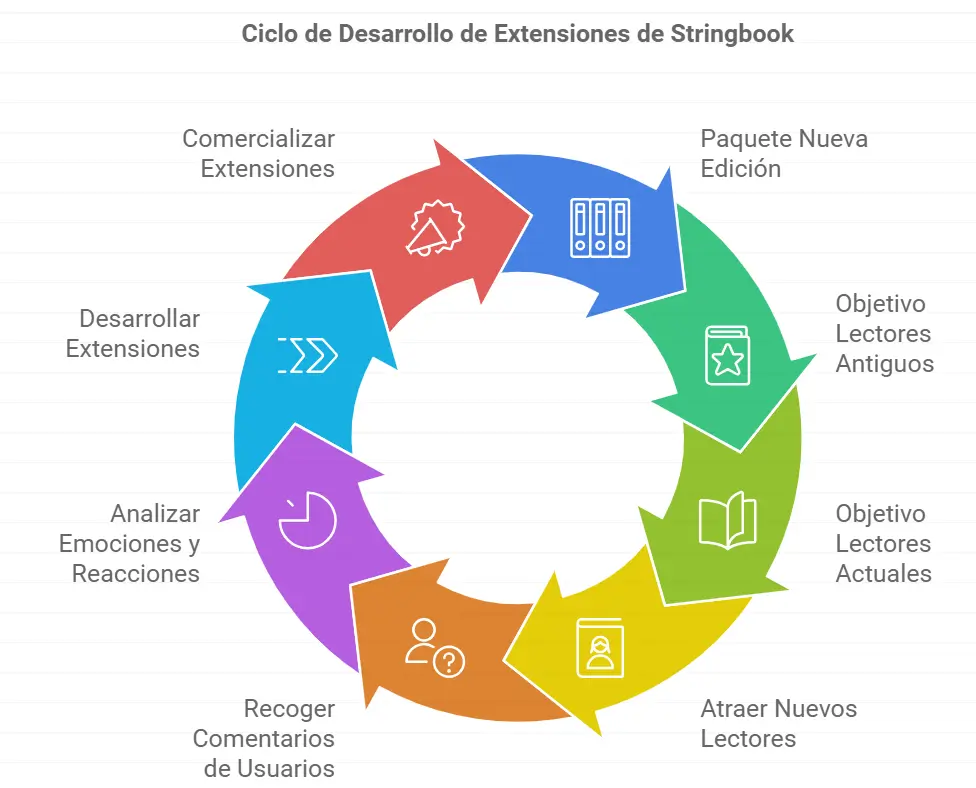 Ciclo de Desarrollo de Extensiones de Stringbook
Comercializar
Extensiones
Paquete Nueva
Edición
Desarrollar
Extensiones
Objetivo
Lectores
Antiguos
Analizar
Emociones y
Reacciones
Objetivo
Lectores
Actuales
Recoger
Comentarios
de Usuarios
Atraer Nuevos
Lectores
?